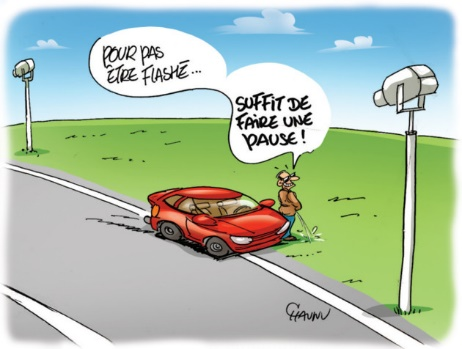 POUR PAS
ÊTRE FLASHÉ...
SUFFIT DE
FAIRE UNE
PAUSE !
CHAUNU